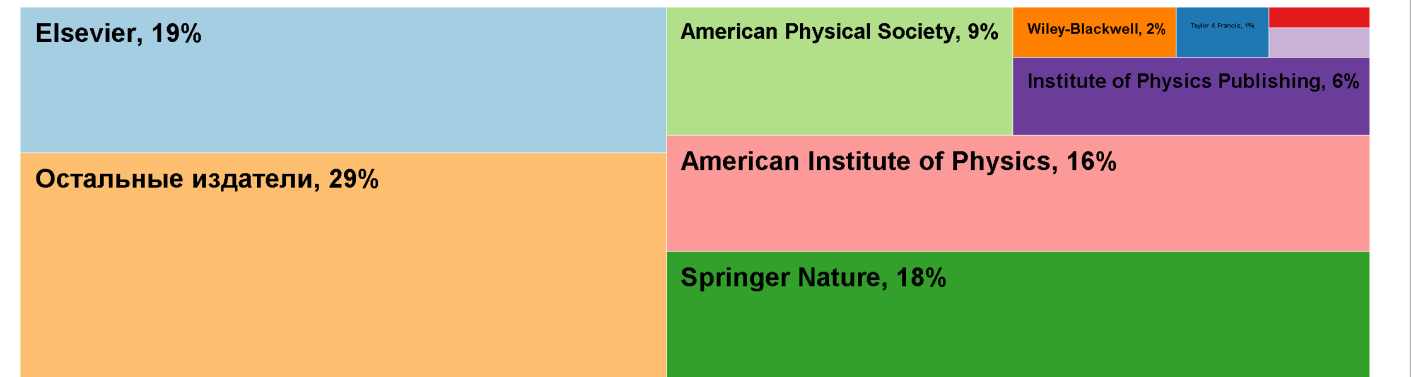 Elsevier, 19%
American Physical Society, 9%
Wiley-Blackwell, 2%
Taylor & Francis, 1%
Institute of Physics Publishing, 6%
American Institute of Physics, 16%
Остальные издатели, 29%
Springer Nature, 18%